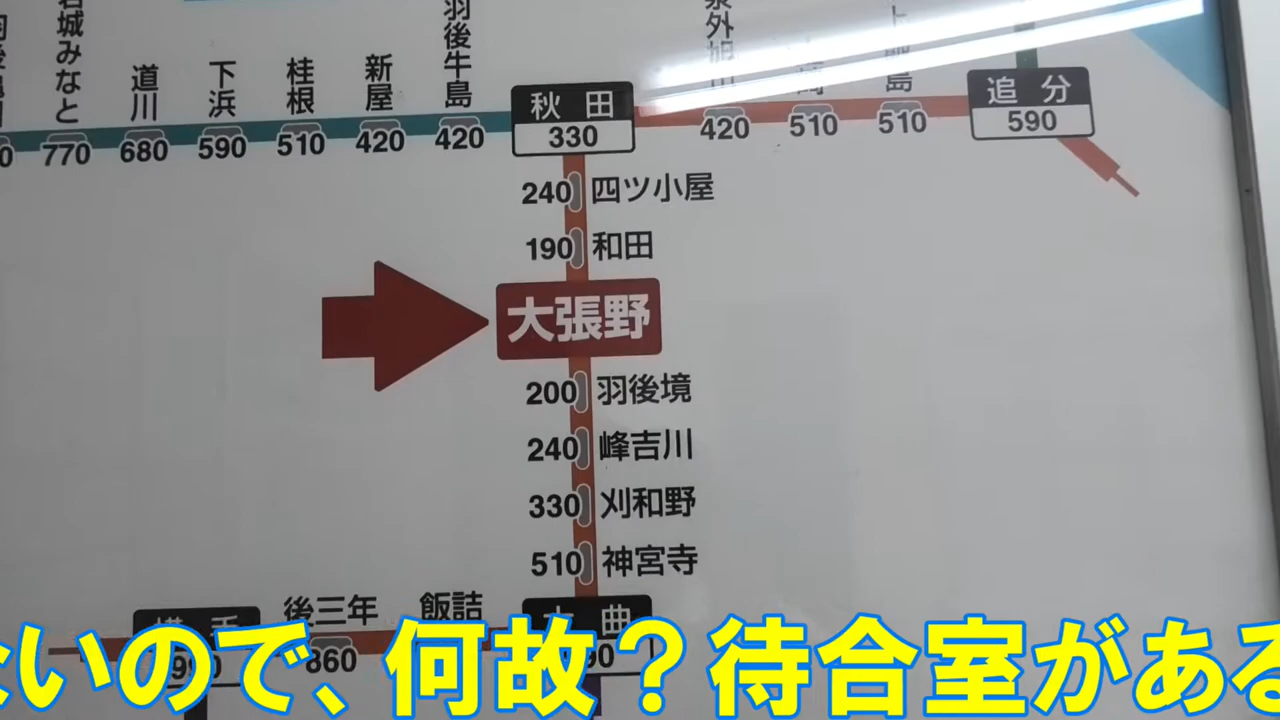 岩城みなと
道川
下浜
桂根
新屋
羽後牛島
秋田
追分
770
680
590
510
420
420
330
420
510
510
590
240 四ツ小屋
190 和田
大張野
200 羽後境
240 峰吉川
330 刈和野
510 神宮寺
後三年
飯詰
大曲
860
いので、何故？待合室がある